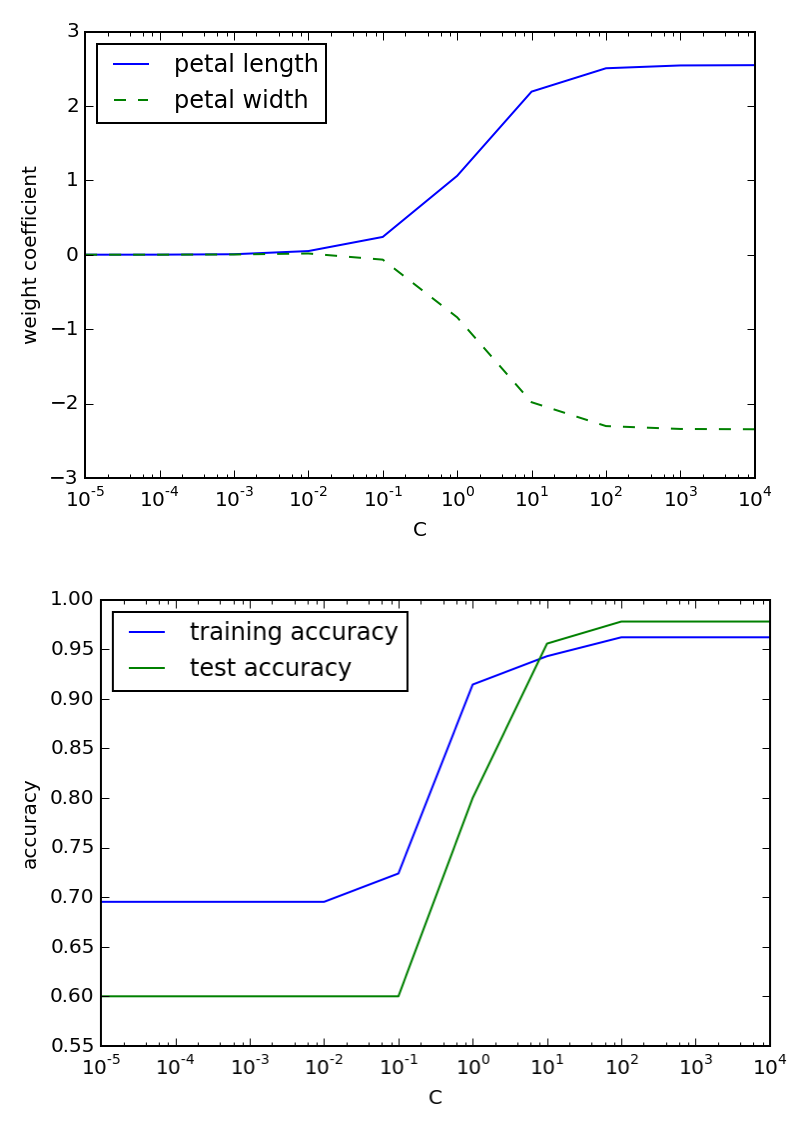 3
2
1
0
−1
−2
−3
weight coefficient
petal length
petal width
10^-5 10^-4 10^-3 10^-2 10^-1 10^0 10^1 10^2 10^3 10^4
C
1.00
0.95
0.90
0.85
0.80
0.75
0.70
0.65
0.60
0.55
accuracy
training accuracy
test accuracy
10^-5 10^-4 10^-3 10^-2 10^-1 10^0 10^1 10^2 10^3 10^4
C